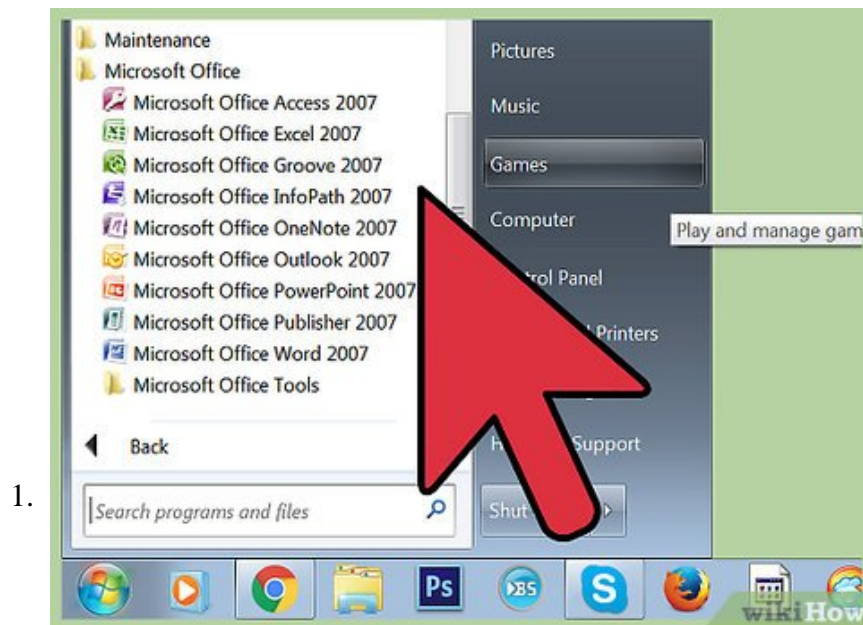 Maintenance
Microsoft Office
Microsoft Office Access 2007
Microsoft Office Excel 2007
Microsoft Office Groove 2007
Microsoft Office InfoPath 2007
Microsoft Office OneNote 2007
Microsoft Office Outlook 2007
Microsoft Office PowerPoint 2007
Microsoft Office Publisher 2007
Microsoft Office Word 2007
Microsoft Office Tools
Back
Search programs and files
Pictures
Music
Games
Computer
Play and manage gam
trol Panel
Printers
Support
Shut
1.
Ps
BS
S
wikiHow